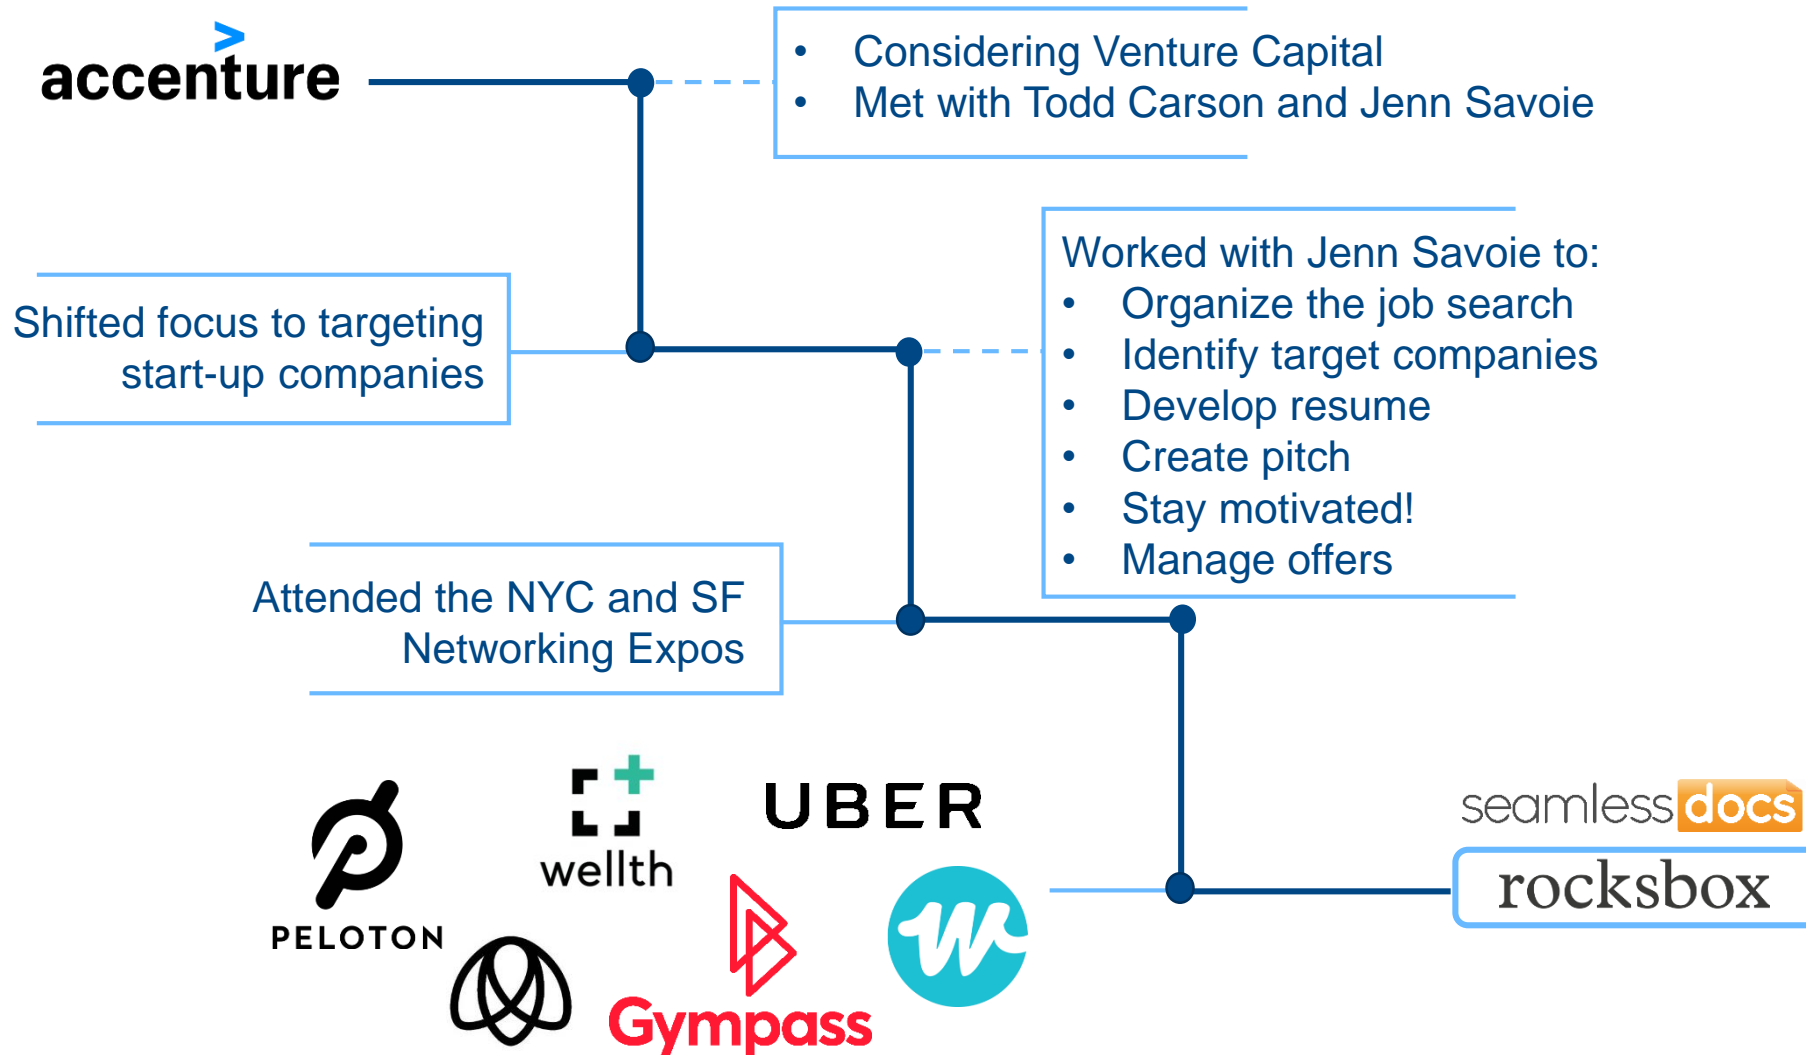 accenture
• Considering Venture Capital
• Met with Todd Carson and Jenn Savoie
Shifted focus to targeting
start-up companies
Worked with Jenn Savoie to:
• Organize the job search
• Identify target companies
• Develop resume
• Create pitch
• Stay motivated!
• Manage offers
Attended the NYC and SF
Networking Expos
PELOTON
wellth
UBER
Gympass
w
seamlessdocs
rocksbox